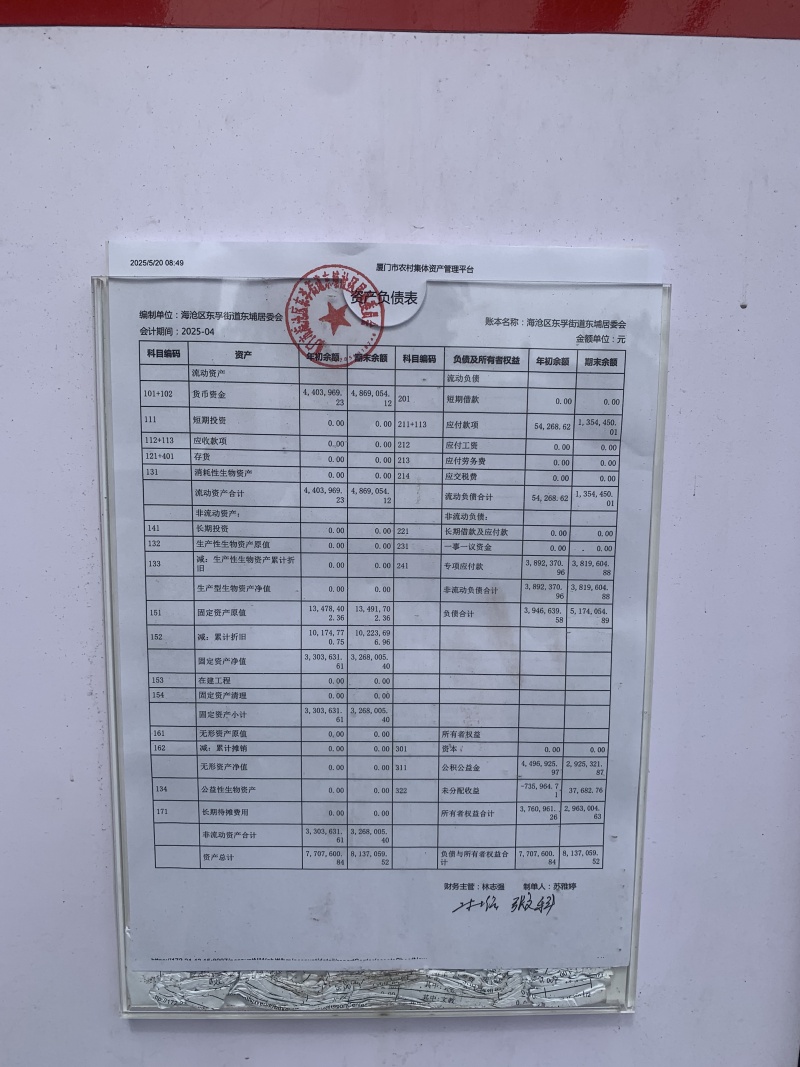 2025/5/20 08:49
厦门市农村集体资产管理平台
资产负债表
编制单位：海沧区东孚街道东埔居委会
账本名称：海沧区东孚街道东埔居委会
会计期间：2025-04
金额单位：元
科目编码 资产 年初余额 期末余额 科目编码 负债及所有者权益 年初余额 期末余额
流动资产 流动负债
101+102 货币资金 4,403,969.23 4,869,054.12 201 短期借款 0.00 0.00
111 短期投资 0.00 0.00 211+113 应付款项 54,268.62 1,354,450.01
112+113 应收款项 0.00 0.00 212 应付工资 0.00 0.00
121+401 存货 0.00 0.00 213 应付劳务费 0.00 0.00
131 消耗性生物资产 0.00 0.00 214 应交税费 0.00 0.00
流动资产合计 4,403,969.23 4,869,054.12 流动负债合计 54,268.62 1,354,450.01
非流动资产： 非流动负债：
141 长期投资 0.00 0.00 221 长期借款及应付款 0.00 0.00
132 生产性生物资产原值 0.00 0.00 231 一事一议资金 0.00 0.00
133 减：生产性生物资产累计折旧 0.00 0.00 241 专项应付款 3,892,370.96 3,819,604.88
生产型生物资产净值 0.00 0.00 非流动负债合计 3,892,370.96 3,819,604.88
151 固定资产原值 13,478,402.36 13,491,702.36 负债合计 3,946,639.58 5,174,054.89
152 减：累计折旧 10,174,770.75 10,223,696.96
固定资产净值 3,303,631.61 3,268,005.40
153 在建工程 0.00 0.00
154 固定资产清理 0.00 0.00
固定资产小计 3,303,631.61 3,268,005.40
161 无形资产原值 0.00 0.00 所有者权益
162 减：累计摊销 0.00 0.00 301 资本 0.00 0.00
无形资产净值 0.00 0.00 311 公积公益金 4,496,925.97 2,925,321.87
134 公益性生物资产 0.00 0.00 322 未分配收益 -735,964.71 37,682.76
171 长期待摊费用 0.00 0.00 所有者权益合计 3,760,961.26 2,963,004.63
非流动资产合计 3,303,631.61 3,268,005.40
资产总计 7,707,600.84 8,137,059.52 负债与所有者权益合计 7,707,600.84 8,137,059.52
财务主管：林志强 制单人：苏雅婷